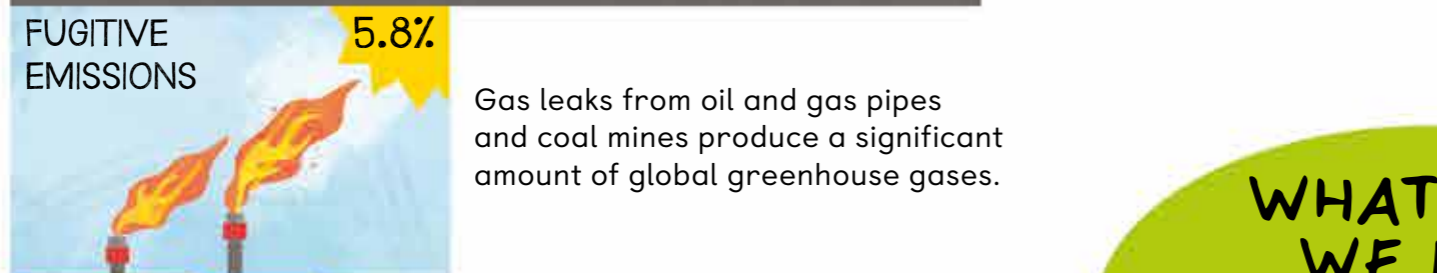 FUGITIVE
EMISSIONS
5.8%
Gas leaks from oil and gas pipes
and coal mines produce a significant
amount of global greenhouse gases.
WHAT
WE